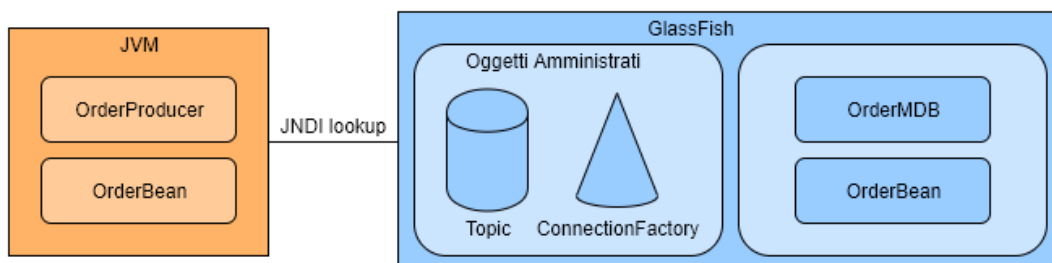 JVM
OrderProducer
OrderBean
JNDI lookup
GlassFish
Oggetti Amministrati
Topic
ConnectionFactory
OrderMDB
OrderBean